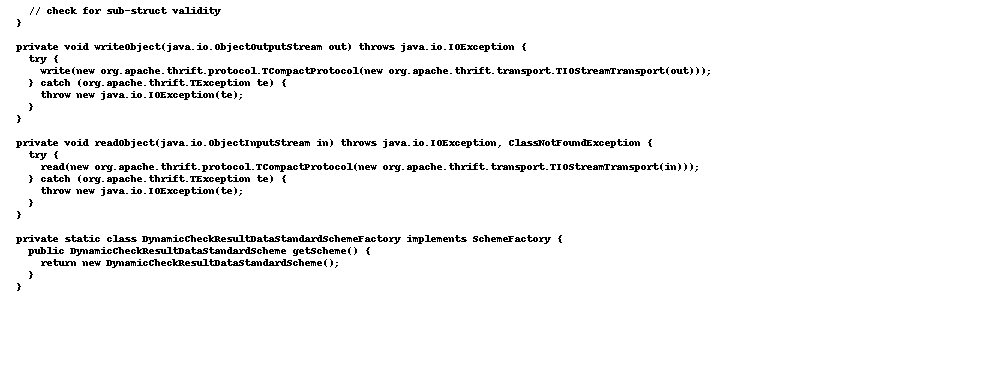 // check for sub-struct validity
  }

  private void writeObject(java.io.ObjectOutputStream out) throws java.io.IOException {
    try {
      write(new org.apache.thrift.protocol.TCompactProtocol(new org.apache.thrift.transport.TIOStreamTransport(out)));
    } catch (org.apache.thrift.TException te) {
      throw new java.io.IOException(te);
    }
  }

  private void readObject(java.io.ObjectInputStream in) throws java.io.IOException, ClassNotFoundException {
    try {
      read(new org.apache.thrift.protocol.TCompactProtocol(new org.apache.thrift.transport.TIOStreamTransport(in)));
    } catch (org.apache.thrift.TException te) {
      throw new java.io.IOException(te);
    }
  }

  private static class DynamicCheckResultDataStandardSchemeFactory implements SchemeFactory {
    public DynamicCheckResultDataStandardScheme getScheme() {
      return new DynamicCheckResultDataStandardScheme();
    }
  }